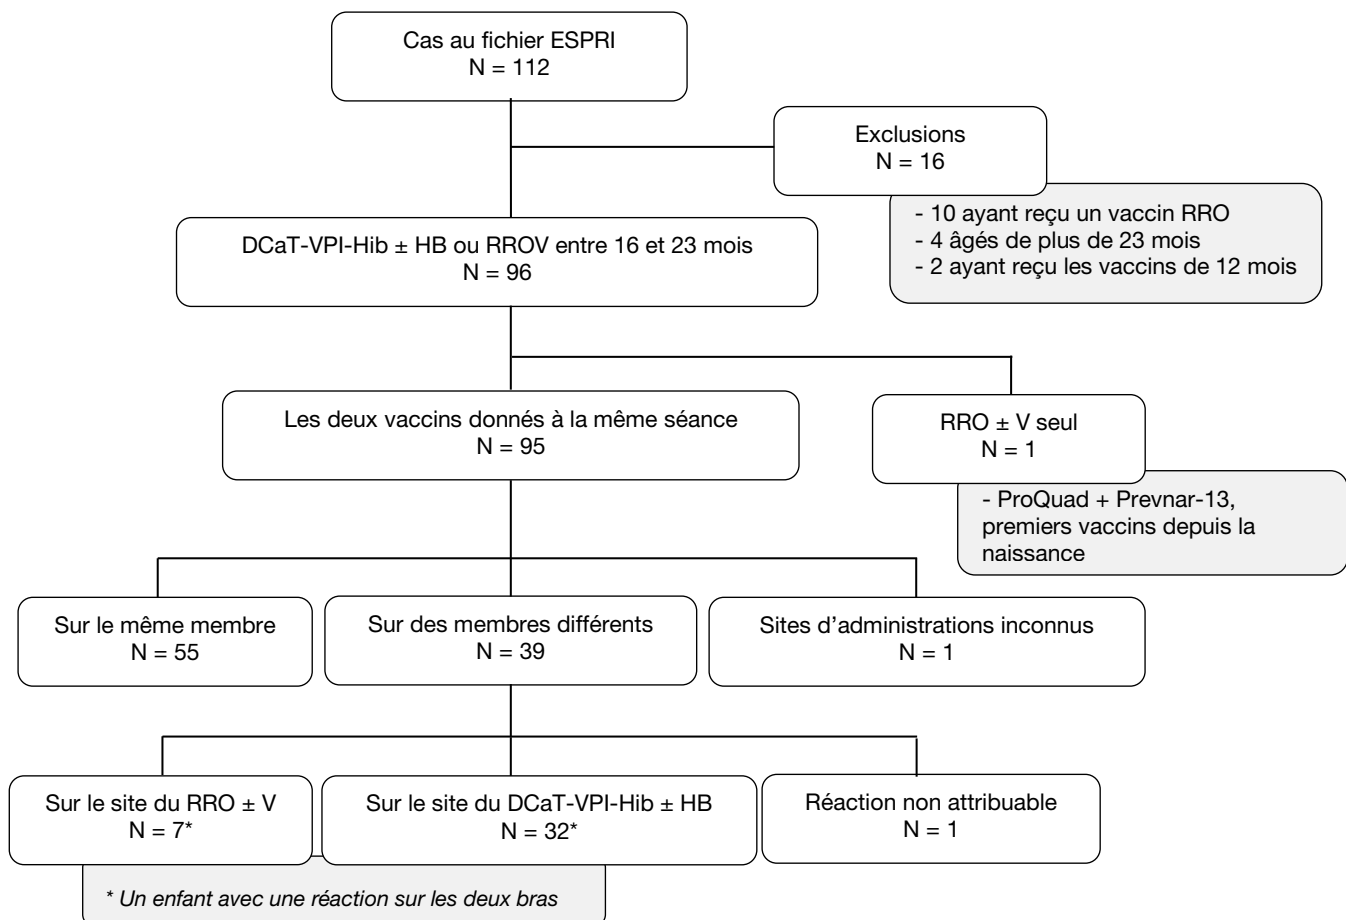 Cas au fichier ESPRI
N = 112
Exclusions
N = 16
- 10 ayant reçu un vaccin RRO
- 4 âgés de plus de 23 mois
- 2 ayant reçu les vaccins de 12 mois
DCaT-VPI-Hib ± HB ou RROV entre 16 et 23 mois
N = 96
Les deux vaccins donnés à la même séance
N = 95
RRO ± V seul
N = 1
- ProQuad + Prevnar-13,
premiers vaccins depuis la
naissance
Sur le même membre
N = 55
Sur des membres différents
N = 39
Sites d’administrations inconnus
N = 1
Sur le site du RRO ± V
N = 7*
Sur le site du DCaT-VPI-Hib ± HB
N = 32*
Réaction non attribuable
N = 1
* Un enfant avec une réaction sur les deux bras